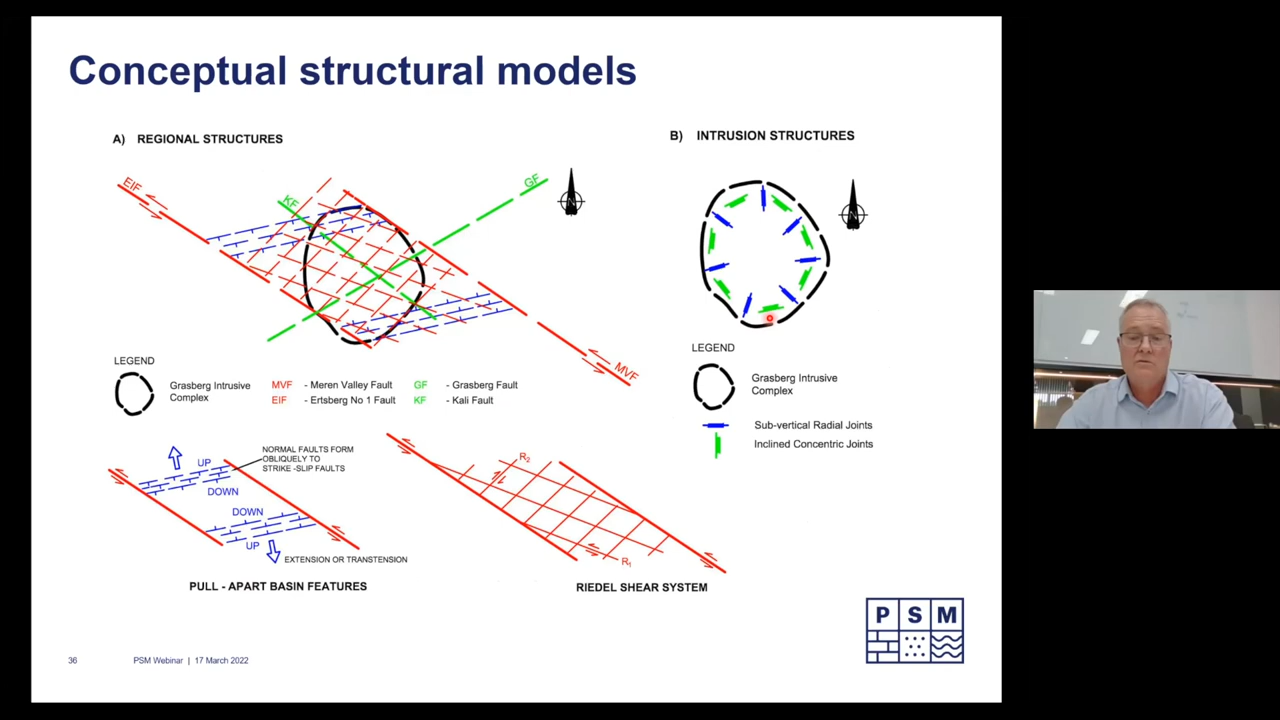 Conceptual structural models
A) REGIONAL STRUCTURES
EIF
KF
GF
N
MVF
LEGEND
Grasberg Intrusive
Complex
MVF - Meren Valley Fault
EIF - Ertsberg No 1 Fault
GF - Grasberg Fault
KF - Kali Fault
B) INTRUSION STRUCTURES
N
LEGEND
Grasberg Intrusive
Complex
Sub-vertical Radial Joints
Inclined Concentric Joints
NORMAL FAULTS FORM
OBLIQUELY TO
STRIKE -SLIP FAULTS
UP
DOWN
DOWN
UP
EXTENSION OR TRANSTENSION
PULL - APART BASIN FEATURES
R2
R1
RIEDEL SHEAR SYSTEM
PSM
36
PSM Webinar | 17 March 2022